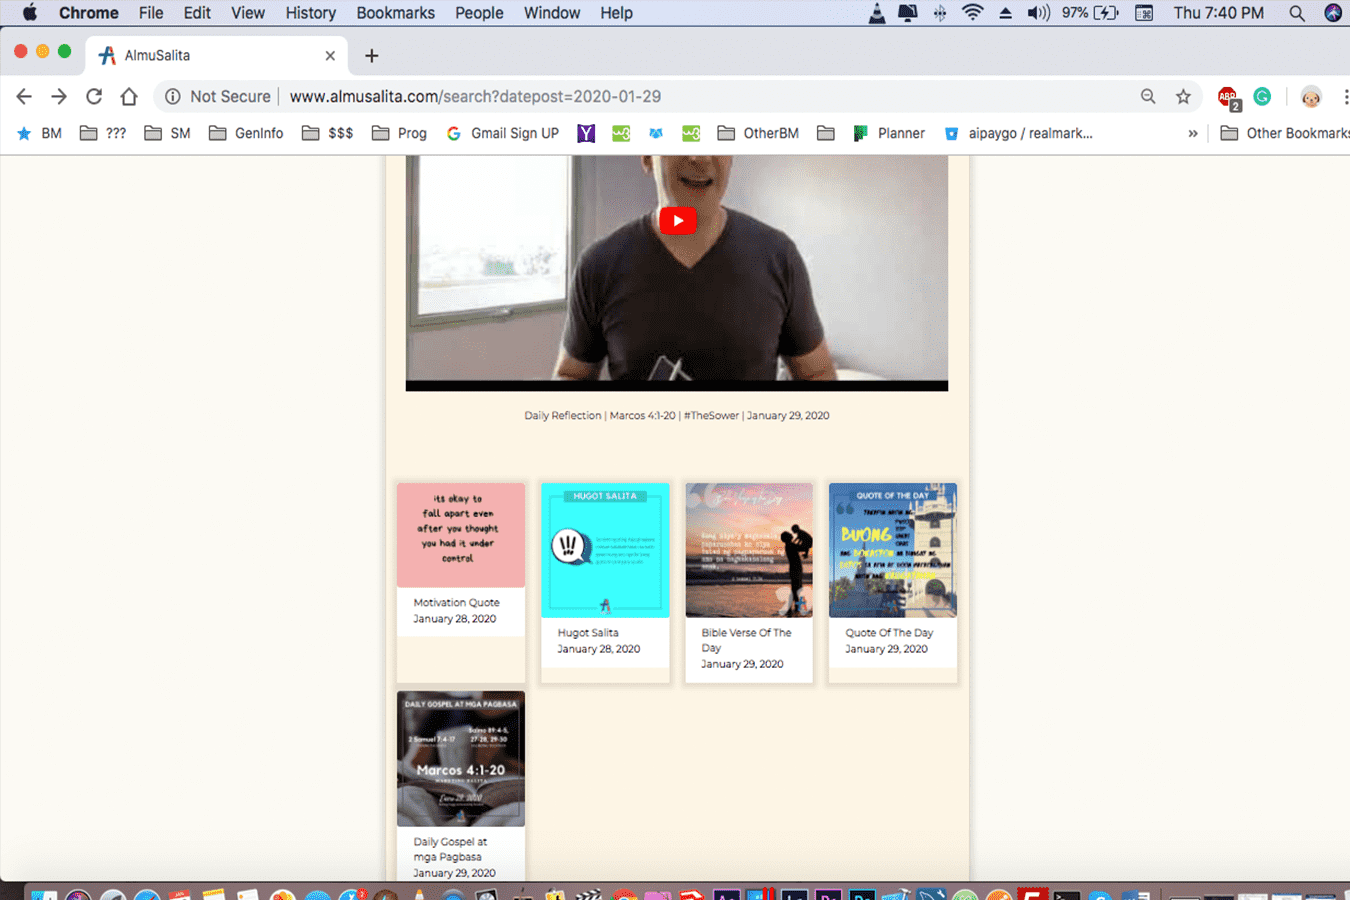 Chrome File Edit View History Bookmarks People Window Help 97% Thu 7:40 PM
AlmuSalita
Not Secure www.almusalita.com/search?datepost=2020-01-29 ABP 2
BM ??? SM GenInfo $$$ Prog Gmail Sign UP OtherBM Planner aipaygo / realmark... » Other Bookmarks
Daily Reflection | Marcos 4:1-20 | #TheSower | January 29, 2020
its okay to
fall apart even
after you thought
you had it under
control
Motivation Quote
January 28, 2020
HUGOT SALITA
!!!
Hugot Salita
January 28, 2020
Bible Verse Of The
Day
January 29, 2020
QUOTE OF THE DAY
BUONG
Quote Of The Day
January 29, 2020
DAILY GOSPEL AT MGA PAGBASA
2 Samuel 7:4-17
Salmo 89:4-5,
27-28, 29-30
Marcos 4:1-20
Daily Gospel at
mga Pagbasa
January 29, 2020